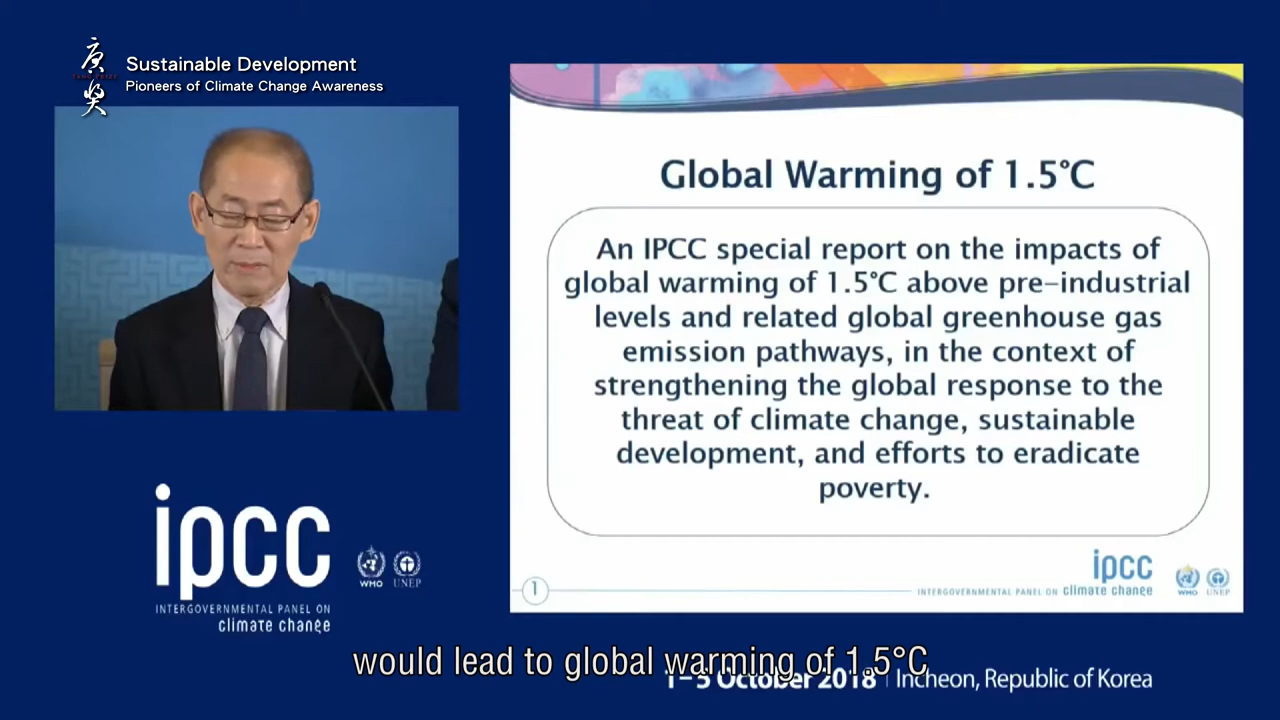 唐
TANG PRIZE
奖
Sustainable Development
Pioneers of Climate Change Awareness
Global Warming of 1.5°C
An IPCC special report on the impacts of
global warming of 1.5°C above pre-industrial
levels and related global greenhouse gas
emission pathways, in the context of
strengthening the global response to the
threat of climate change, sustainable
development, and efforts to eradicate
poverty.
1
INTERGOVERNMENTAL PANEL ON
ipcc
climate change
WMO
UNEP
ipcc
INTERGOVERNMENTAL PANEL ON
climate change
WMO
UNEP
would lead to global warming of 1.5°C
1-5 October 2018 | Incheon, Republic of Korea